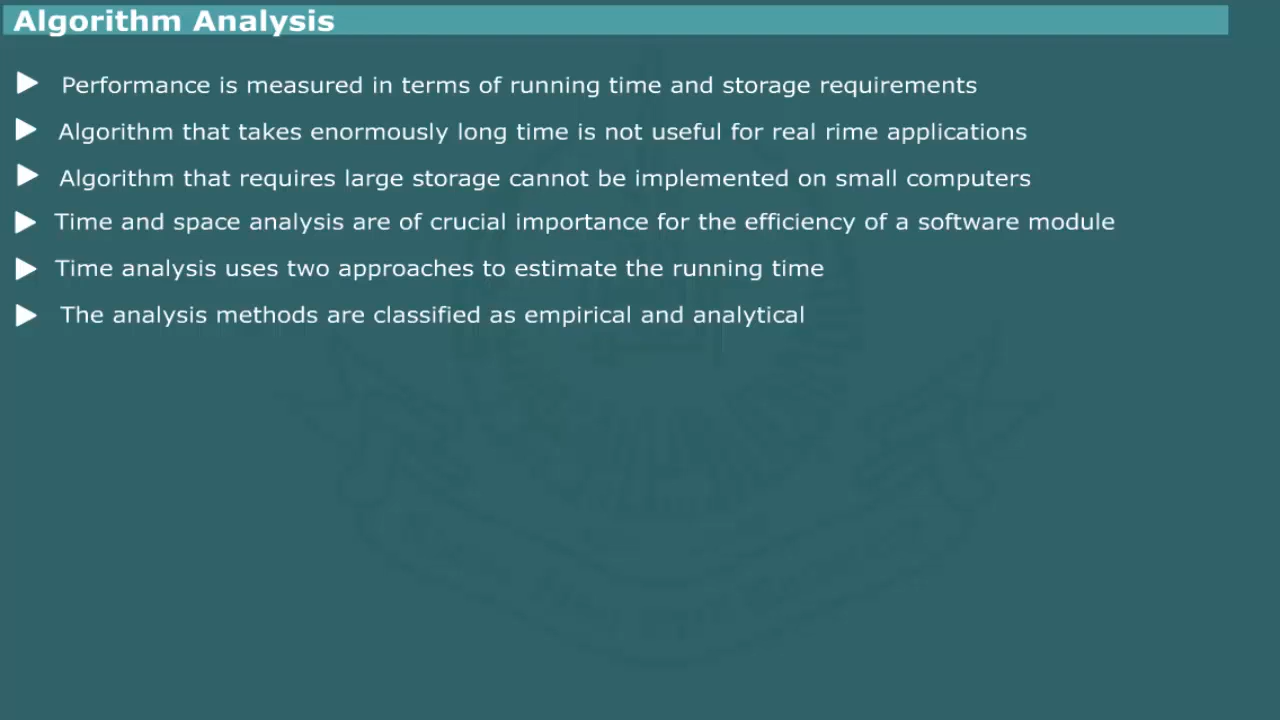 Algorithm Analysis
Performance is measured in terms of running time and storage requirements
Algorithm that takes enormously long time is not useful for real rime applications
Algorithm that requires large storage cannot be implemented on small computers
Time and space analysis are of crucial importance for the efficiency of a software module
Time analysis uses two approaches to estimate the running time
The analysis methods are classified as empirical and analytical